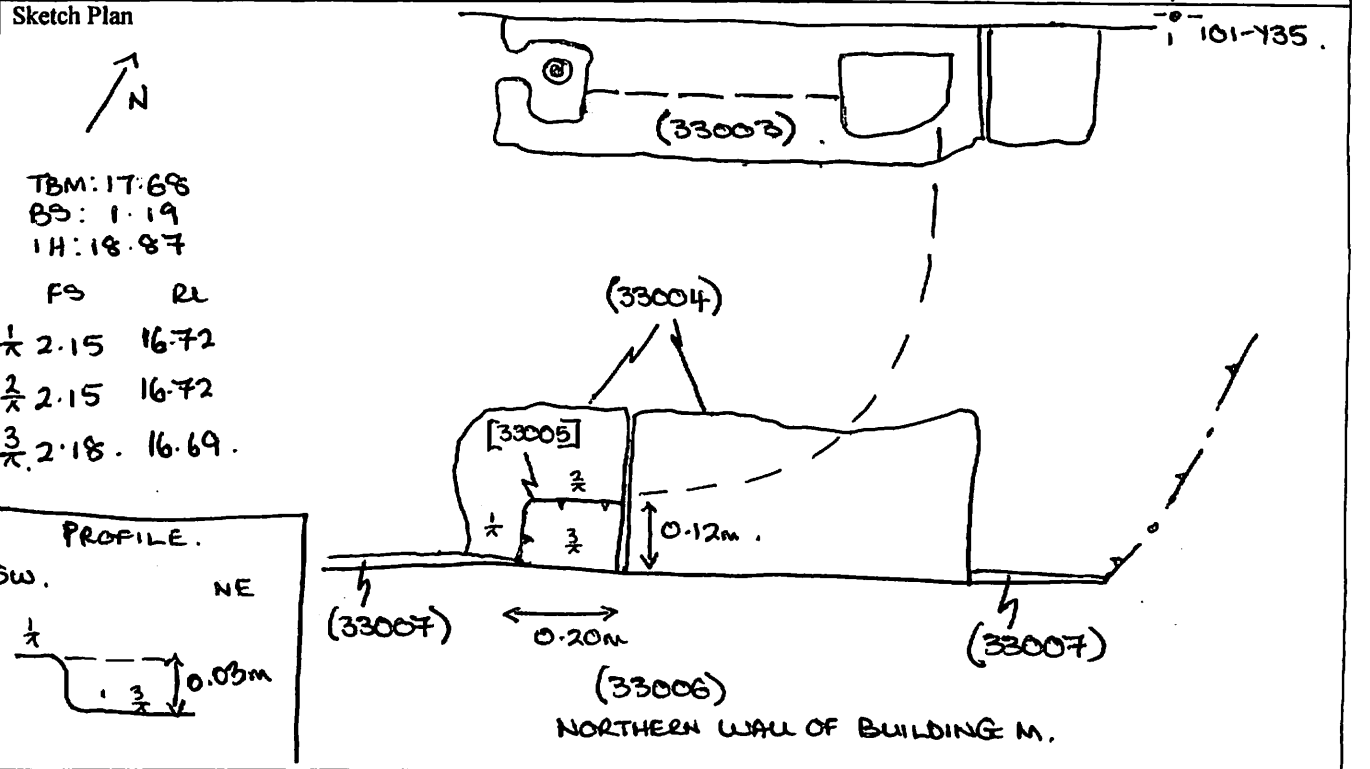 Sketch Plan
101-Y35.
N
(33003).
TBM: 17.68
BS: 1.19
IH: 18.87
FS RL
1/⊼ 2.15 16.72
2/⊼ 2.15 16.72
3/⊼ 2.18. 16.69.
(33004)
[33005]
2/⊼
1/⊼
3/⊼
0.12m.
PROFILE.
SW. NE
1/⊼
3/⊼
0.03m
(33007)
0.20m
(33007)
(33006)
NORTHERN WALL OF BUILDING M.